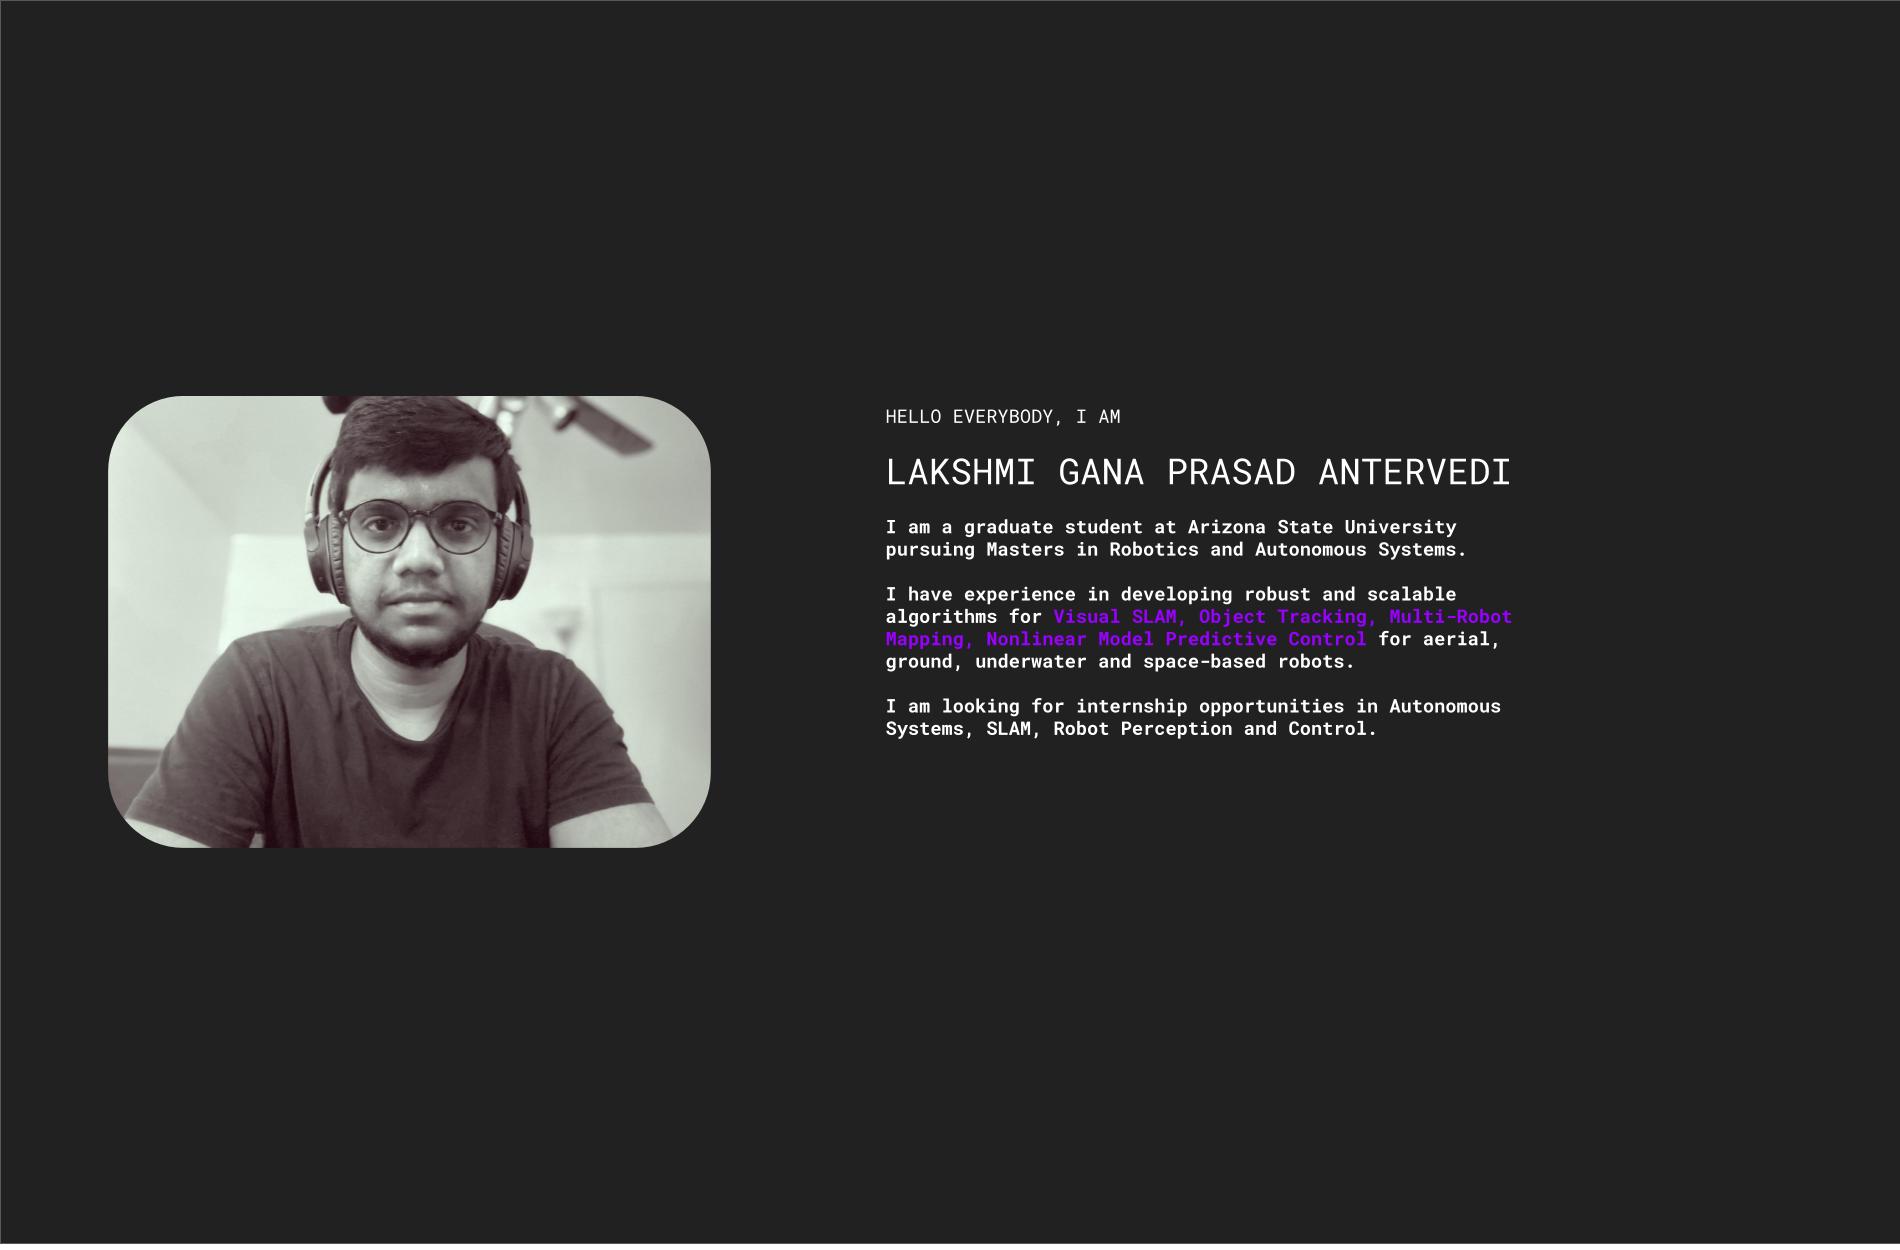 HELLO EVERYBODY, I AM
LAKSHMI GANA PRASAD ANTERVEDI
I am a graduate student at Arizona State University
pursuing Masters in Robotics and Autonomous Systems.
I have experience in developing robust and scalable
algorithms for Visual SLAM, Object Tracking, Multi-Robot
Mapping, Nonlinear Model Predictive Control for aerial,
ground, underwater and space-based robots.
I am looking for internship opportunities in Autonomous
Systems, SLAM, Robot Perception and Control.